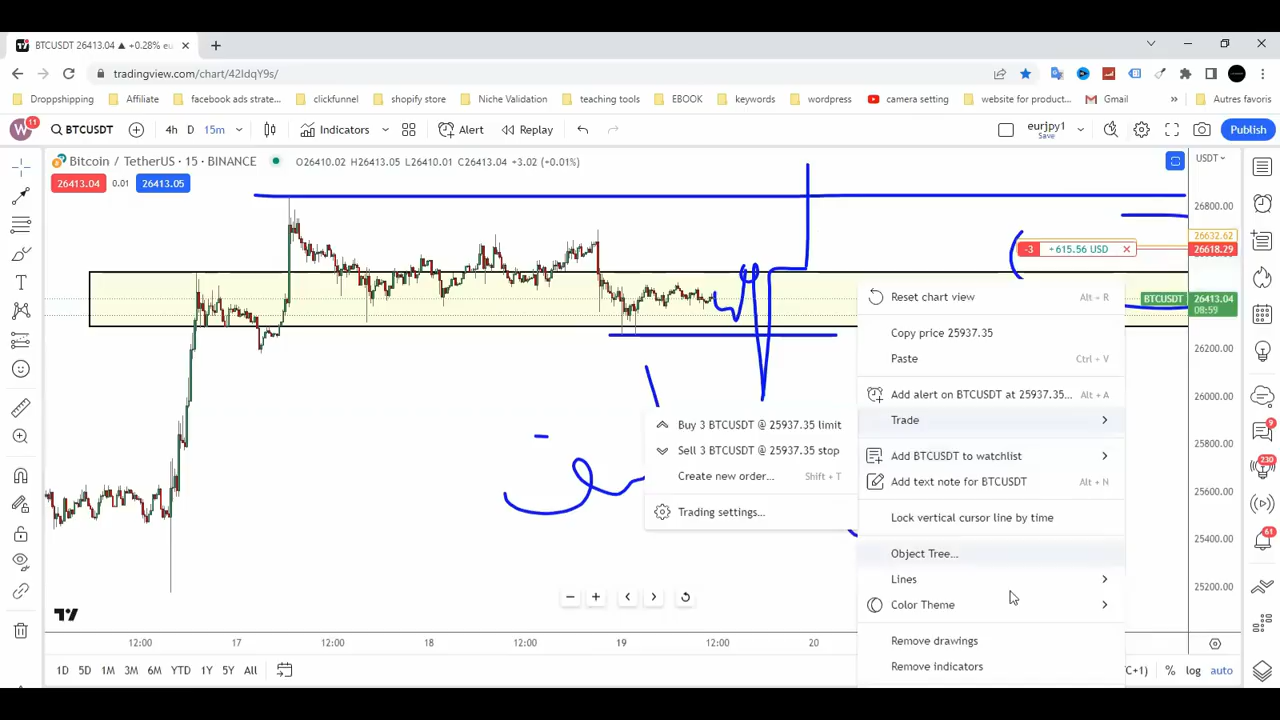 BTCUSDT 26413.04 ▲ +0.28% eu
tradingview.com/chart/42IdqY9s/
Droppshipping Affiliate facebook ads strate... clickfunnel shopify store Niche Validation teaching tools EBOOK keywords wordpress camera setting website for product... Gmail » Autres favoris
W 11 BTCUSDT 4h D 15m Indicators Alert Replay eurjpy1 Save Publish
Bitcoin / TetherUS · 15 · BINANCE O26410.02 H26413.05 L26410.01 C26413.04 +3.02 (+0.01%) USDT
26413.04 0.01 26413.05
26800.00
26632.62
-3 +615.56 USD 26618.29
BTCUSDT 26413.04
08:59
26200.00
26000.00
25800.00
25600.00
25400.00
25200.00
Reset chart view Alt + R
Copy price 25937.35
Paste Ctrl + V
Add alert on BTCUSDT at 25937.35... Alt + A
Trade
Add BTCUSDT to watchlist
Add text note for BTCUSDT Alt + N
Lock vertical cursor line by time
Object Tree...
Lines
Color Theme
Remove drawings
Remove indicators
Buy 3 BTCUSDT @ 25937.35 limit
Sell 3 BTCUSDT @ 25937.35 stop
Create new order... Shift + T
Trading settings...
9
230
61
12:00 17 12:00 18 12:00 19 12:00 20
1D 5D 1M 3M 6M YTD 1Y 5Y All C+1) % log auto